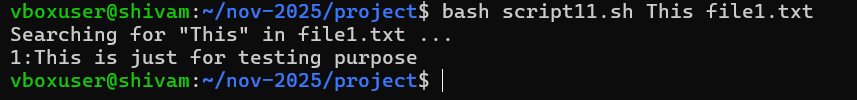 vboxuser@shivam:~/nov-2025/project$ bash script11.sh This file1.txt
Searching for "This" in file1.txt ...
1:This is just for testing purpose
vboxuser@shivam:~/nov-2025/project$